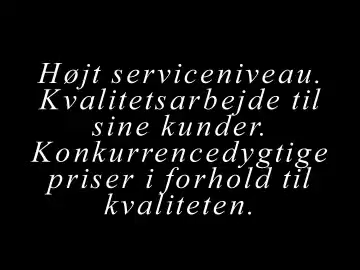 Højt serviceniveau.
Kvalitetsarbejde til
sine kunder.
Konkurrencedygtige
priser i forhold til
kvaliteten.